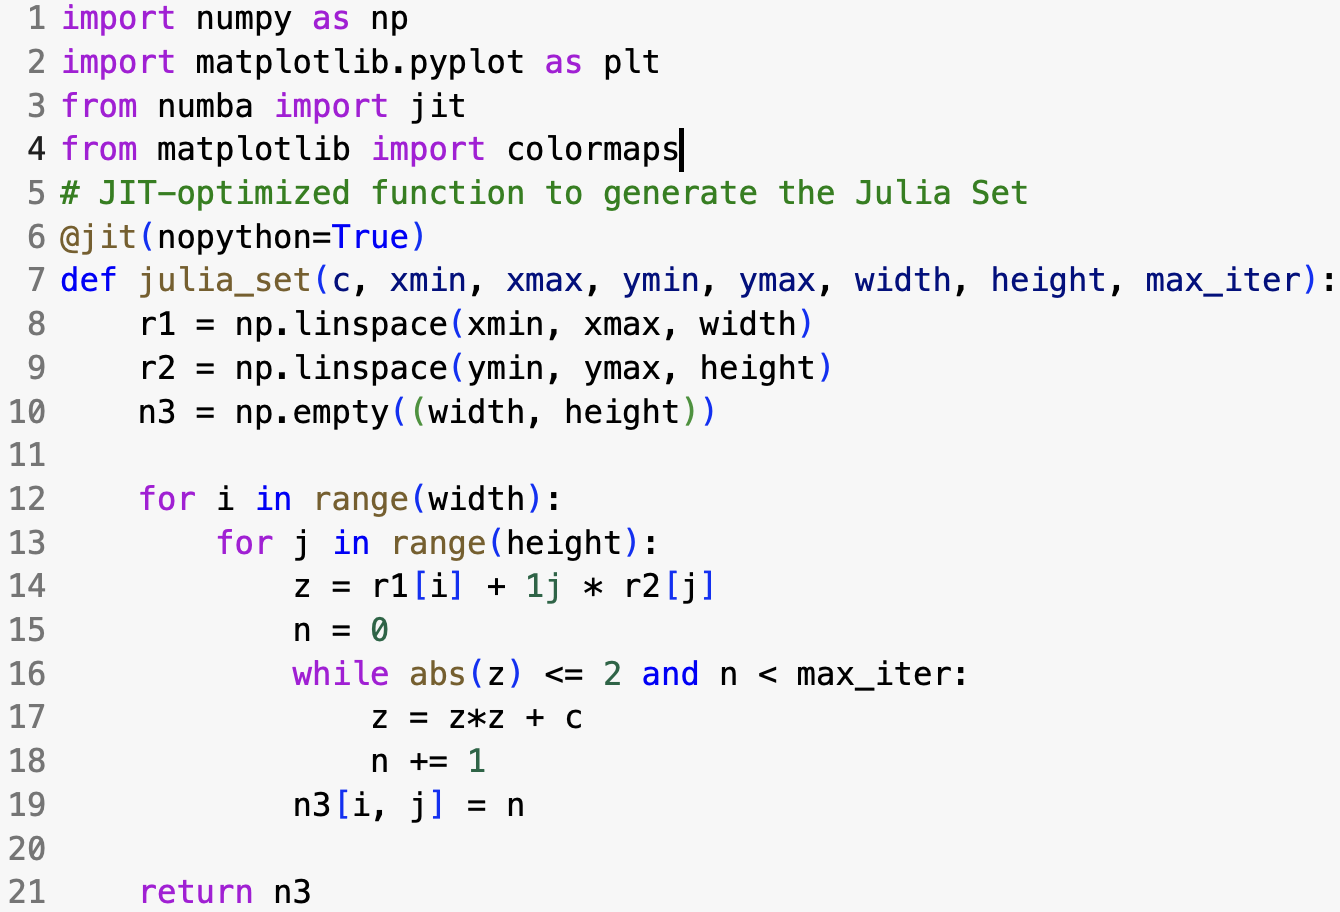 1 import numpy as np
2 import matplotlib.pyplot as plt
3 from numba import jit
4 from matplotlib import colormaps
5 # JIT-optimized function to generate the Julia Set
6 @jit(nopython=True)
7 def julia_set(c, xmin, xmax, ymin, ymax, width, height, max_iter):
8     r1 = np.linspace(xmin, xmax, width)
9     r2 = np.linspace(ymin, ymax, height)
10     n3 = np.empty((width, height))
11
12     for i in range(width):
13         for j in range(height):
14             z = r1[i] + 1j * r2[j]
15             n = 0
16             while abs(z) <= 2 and n < max_iter:
17                 z = z*z + c
18                 n += 1
19             n3[i, j] = n
20
21     return n3